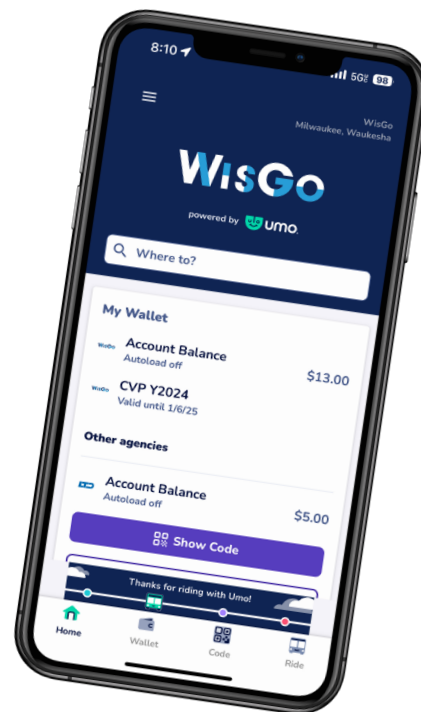 8:10
5G
98
WisGo
Milwaukee, Waukesha
WisGo
powered by umo.
Where to?
My Wallet
WisGo
Account Balance
$13.00
Autoload off
WisGo
CVP Y2024
Valid until 1/6/25
Other agencies
Account Balance
$5.00
Autoload off
Show Code
Thanks for riding with Umo!
Home
Wallet
Code
Ride